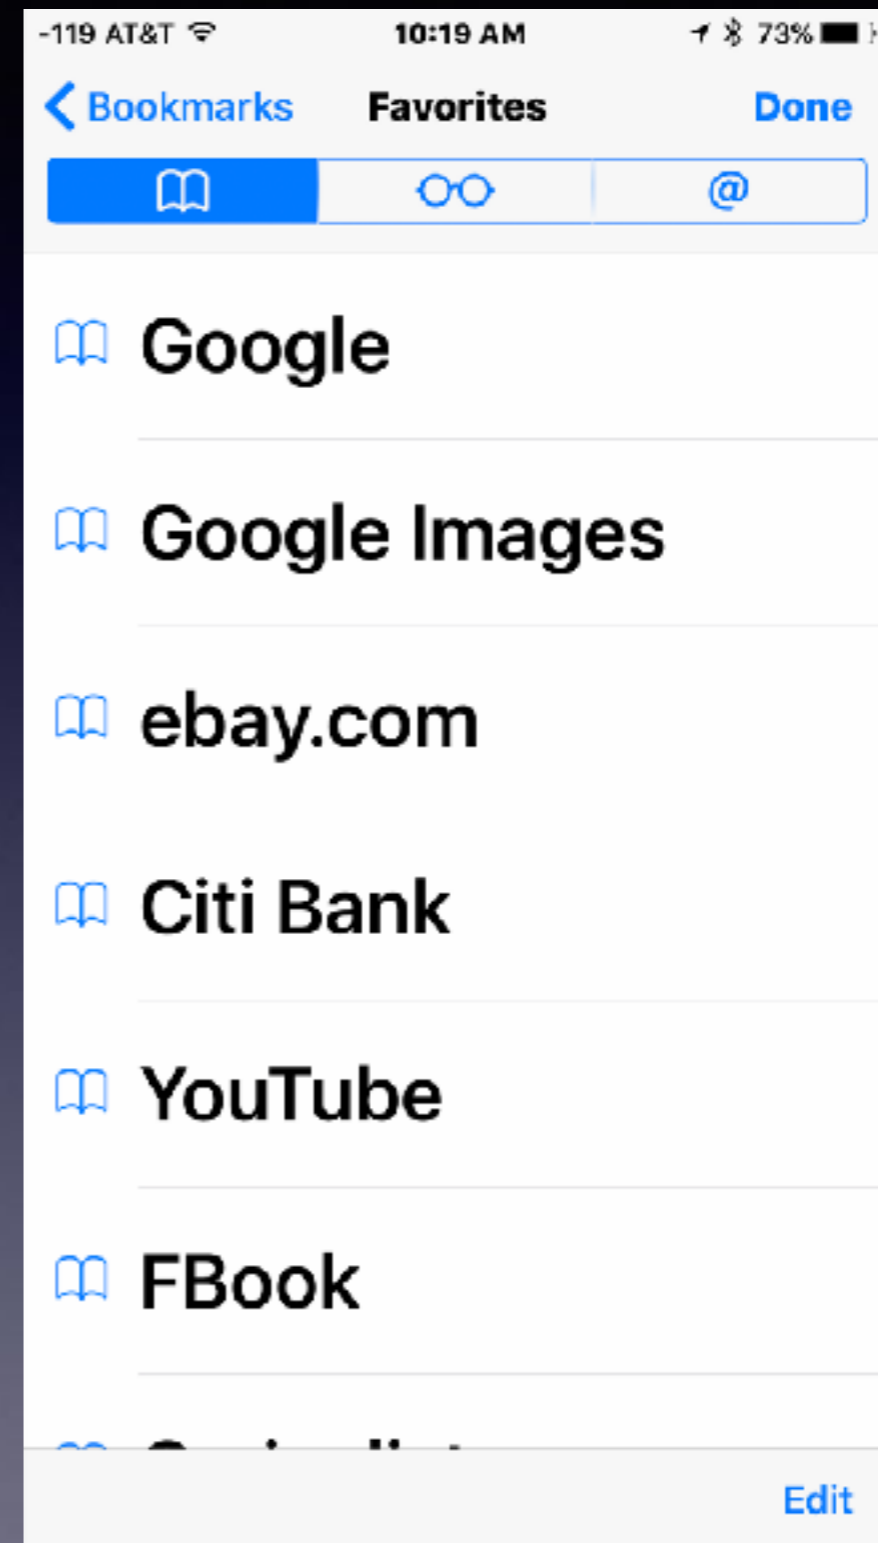 -119 AT&T 10:19 AM 73%
Bookmarks Favorites Done
@
Google
Google Images
ebay.com
Citi Bank
YouTube
FBook
Edit